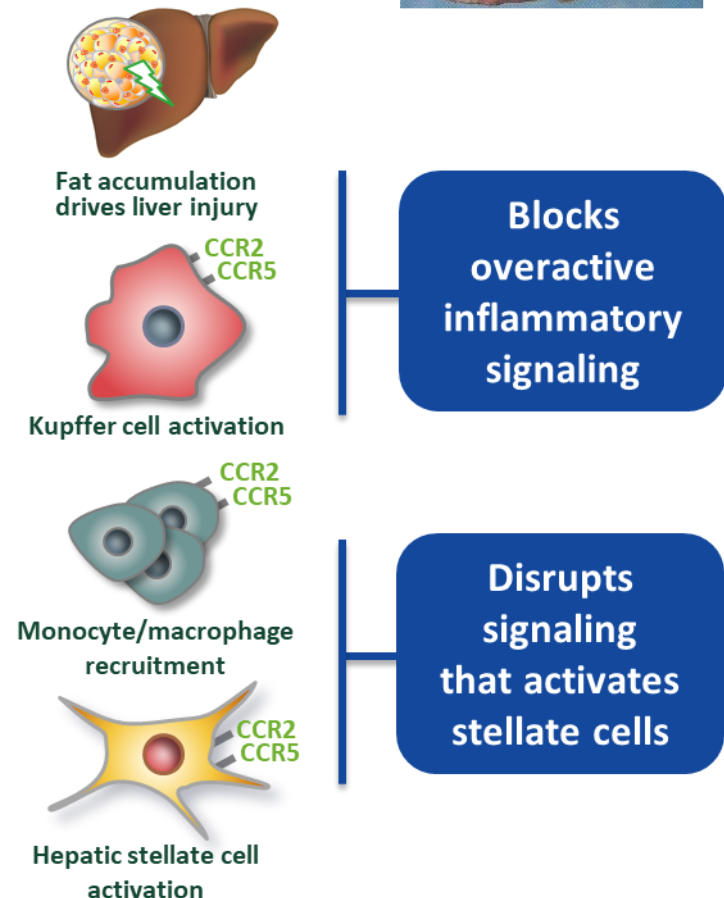 Fat accumulation
drives liver injury
CCR2
CCR5
Kupffer cell activation
Blocks
overactive
inflammatory
signaling
CCR2
CCR5
Monocyte/macrophage
recruitment
CCR2
CCR5
Hepatic stellate cell
activation
Disrupts
signaling
that activates
stellate cells